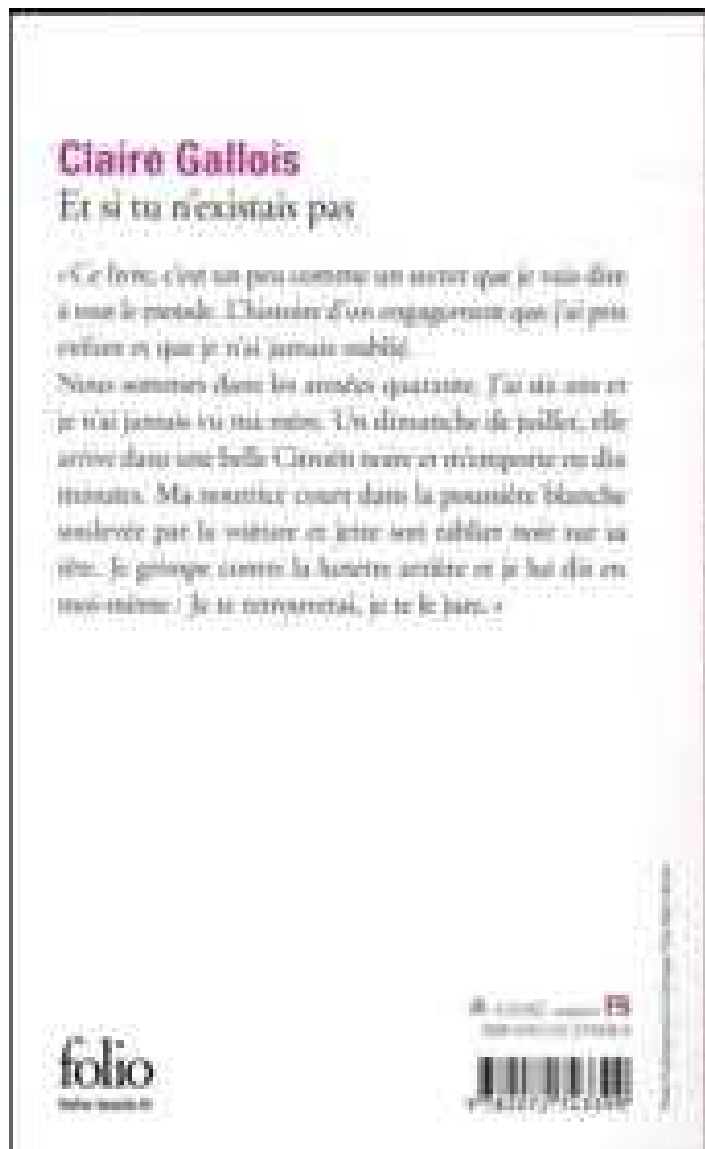 Claire Gallois
Et si tu n'existais pas
« Ce livre, c'est un peu comme un secret que je vais dire
à tout le monde. L'histoire d'un engagement que j'ai pris
enfant et que je n'ai jamais oublié.
Nous sommes dans les années quarante. J'ai six ans et
je n'ai jamais vu ma mère. Un dimanche de juillet, elle
arrive dans une belle Citroën noire et m'emporte en dix
minutes. Ma nourrice court dans la poussière blanche
soulevée par la voiture et jette son tablier noir sur sa
tête. Je grimpe contre la lunette arrière et je lui dis en
moi-même : Je te retrouverai, je te le jure. »
folio
F5